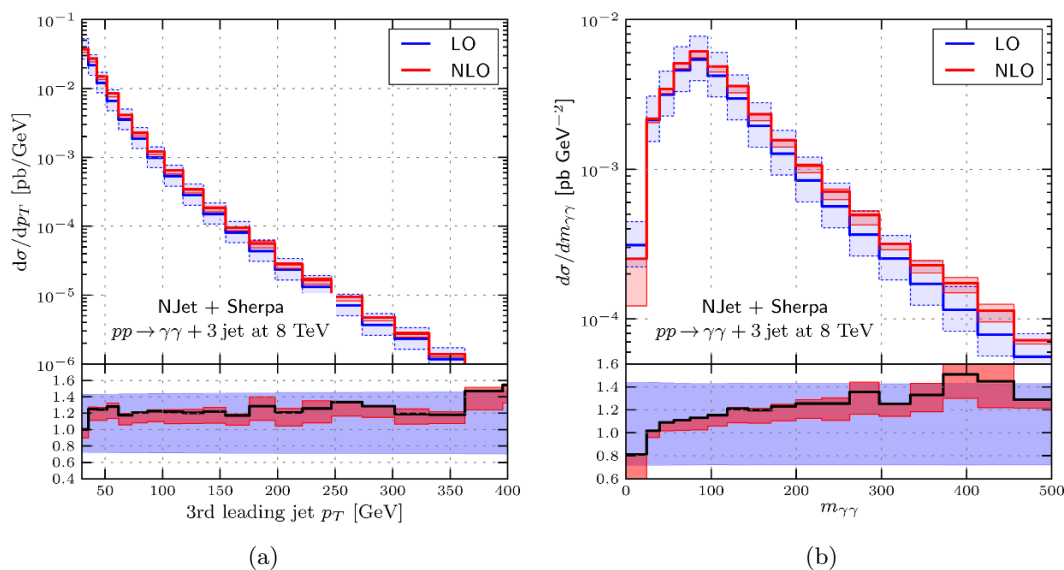 10⁻¹
10⁻²
10⁻³
10⁻⁴
10⁻⁵
10⁻⁶
dσ/dp_T [pb/GeV]
LO
NLO
NJet + Sherpa
pp → γγ + 3 jet at 8 TeV
1.6
1.4
1.2
1.0
0.8
0.6
0.4
50 100 150 200 250 300 350 400
3rd leading jet p_T [GeV]
(a)
10⁻²
10⁻³
10⁻⁴
dσ/dm_γγ [pb GeV⁻²]
LO
NLO
NJet + Sherpa
pp → γγ + 3 jet at 8 TeV
1.6
1.4
1.2
1.0
0.8
0.6
0.4
0 100 200 300 400 500
m_γγ
(b)